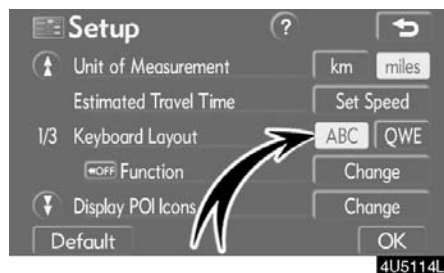 Setup ?
Unit of Measurement km miles
Estimated Travel Time Set Speed
1/3 Keyboard Layout ABC QWE
OFF Function Change
Display POI Icons Change
Default OK
4U5114L